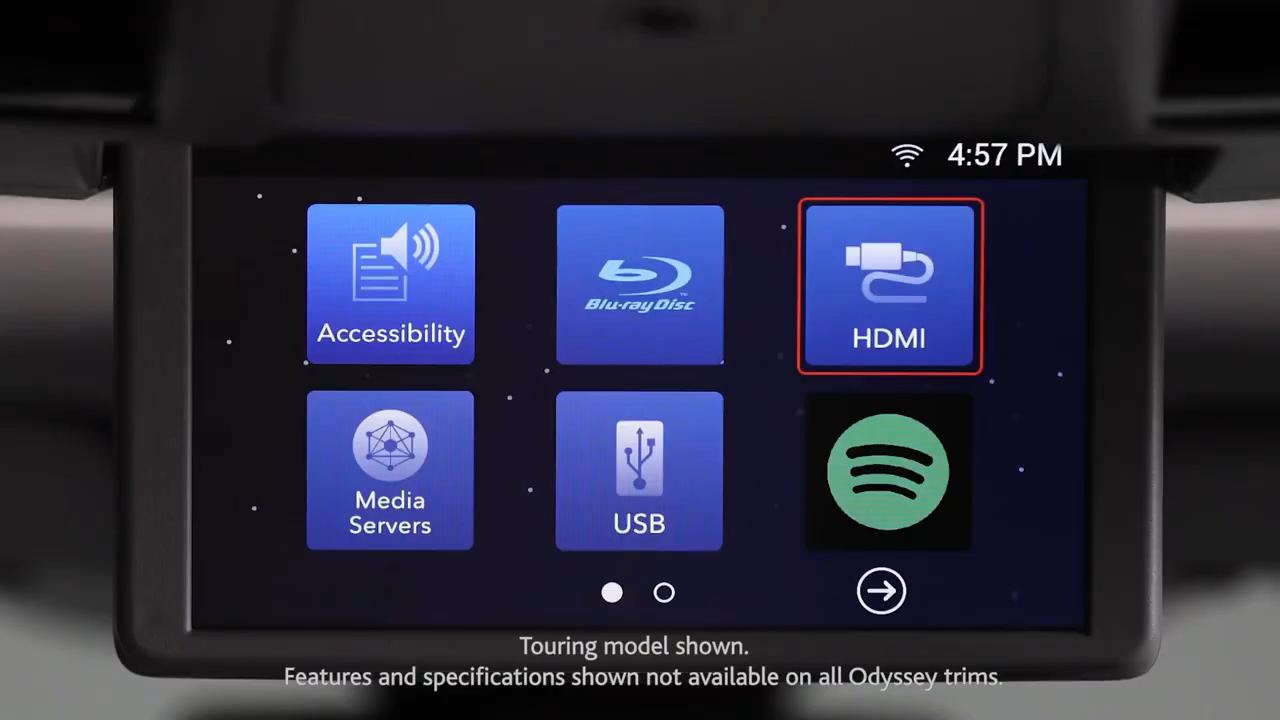 4:57 PM
Accessibility
Blu-ray Disc
HDMI
Media
Servers
USB
Touring model shown.
Features and specifications shown not available on all Odyssey trims.